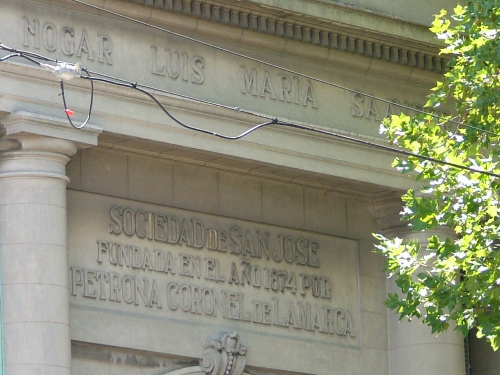 HOGAR LUIS MARIA
SOCIEDAD DE SAN JOSE
FUNDADA EN EL AÑO 1874 POR
PETRONA CORONEL DE LAMARCA